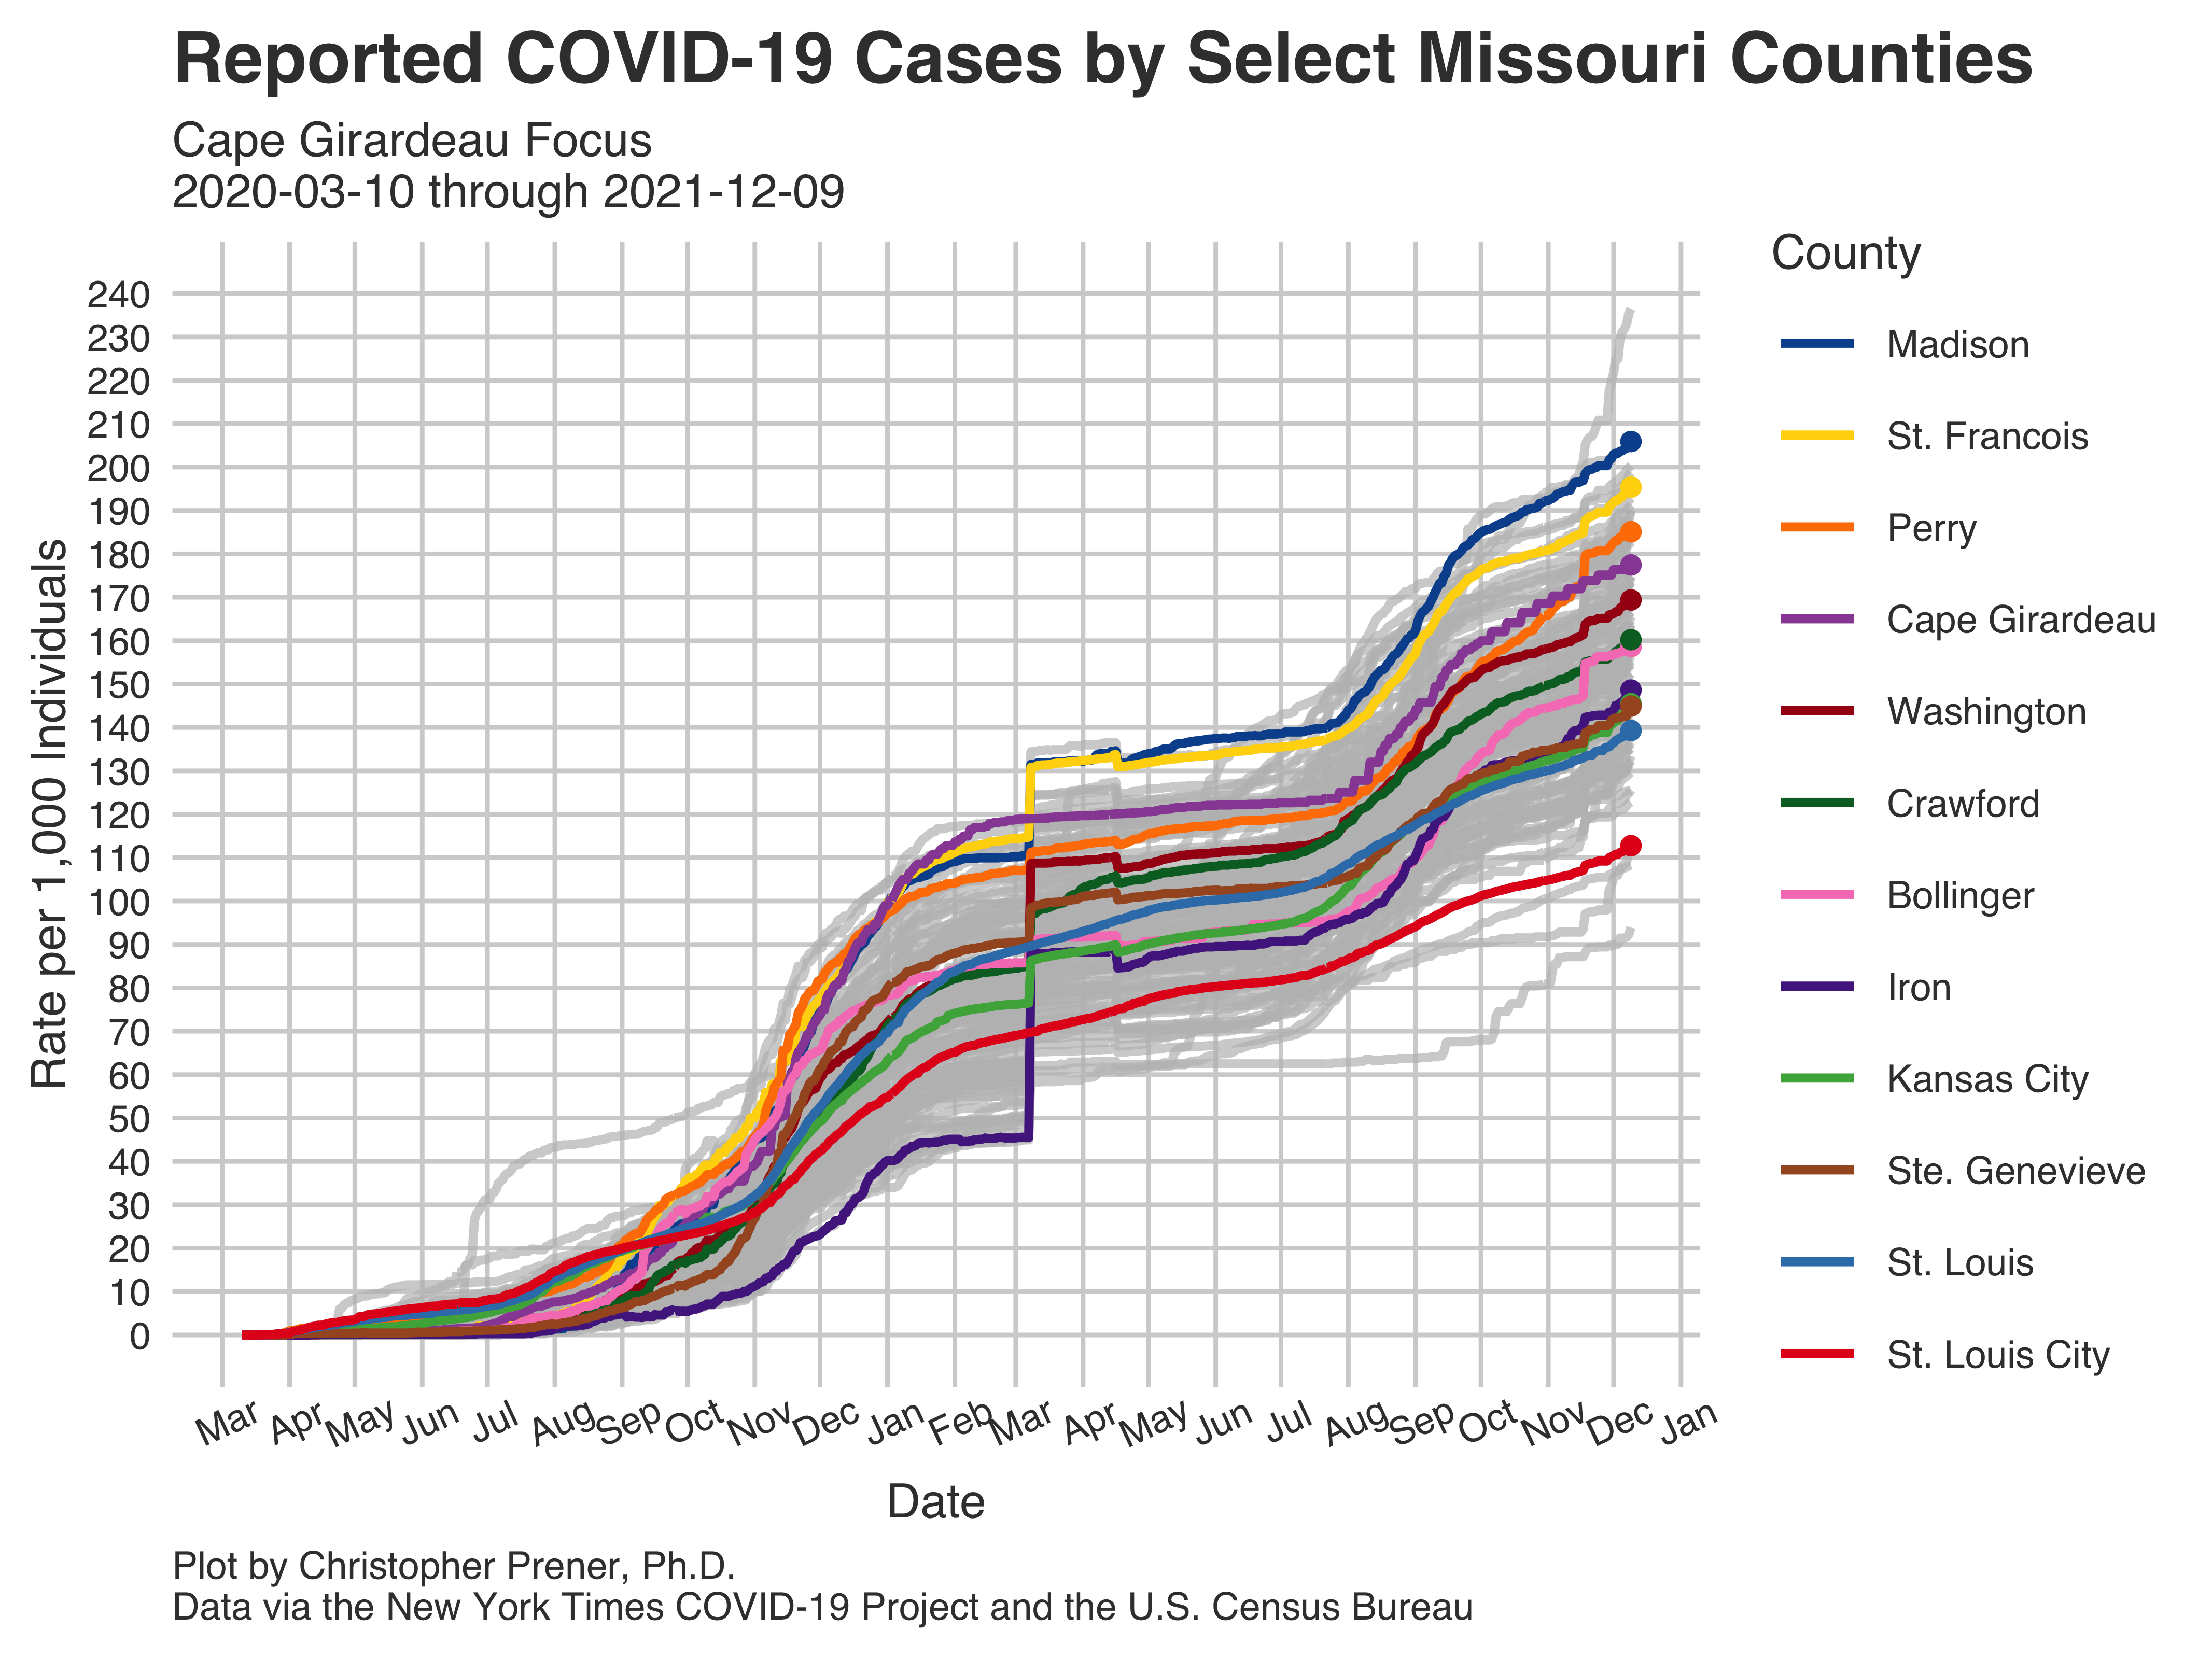 Reported COVID-19 Cases by Select Missouri Counties
Cape Girardeau Focus
2020-03-10 through 2021-12-09
County
Madison
St. Francois
Perry
Cape Girardeau
Washington
Crawford
Bollinger
Iron
Kansas City
Ste. Genevieve
St. Louis
St. Louis City
Rate per 1,000 Individuals
240
230
220
210
200
190
180
170
160
150
140
130
120
110
100
90
80
70
60
50
40
30
20
10
0
Mar Apr May Jun Jul Aug Sep Oct Nov Dec Jan Feb Mar Apr May Jun Jul Aug Sep Oct Nov Dec Jan
Date
Plot by Christopher Prener, Ph.D.
Data via the New York Times COVID-19 Project and the U.S. Census Bureau